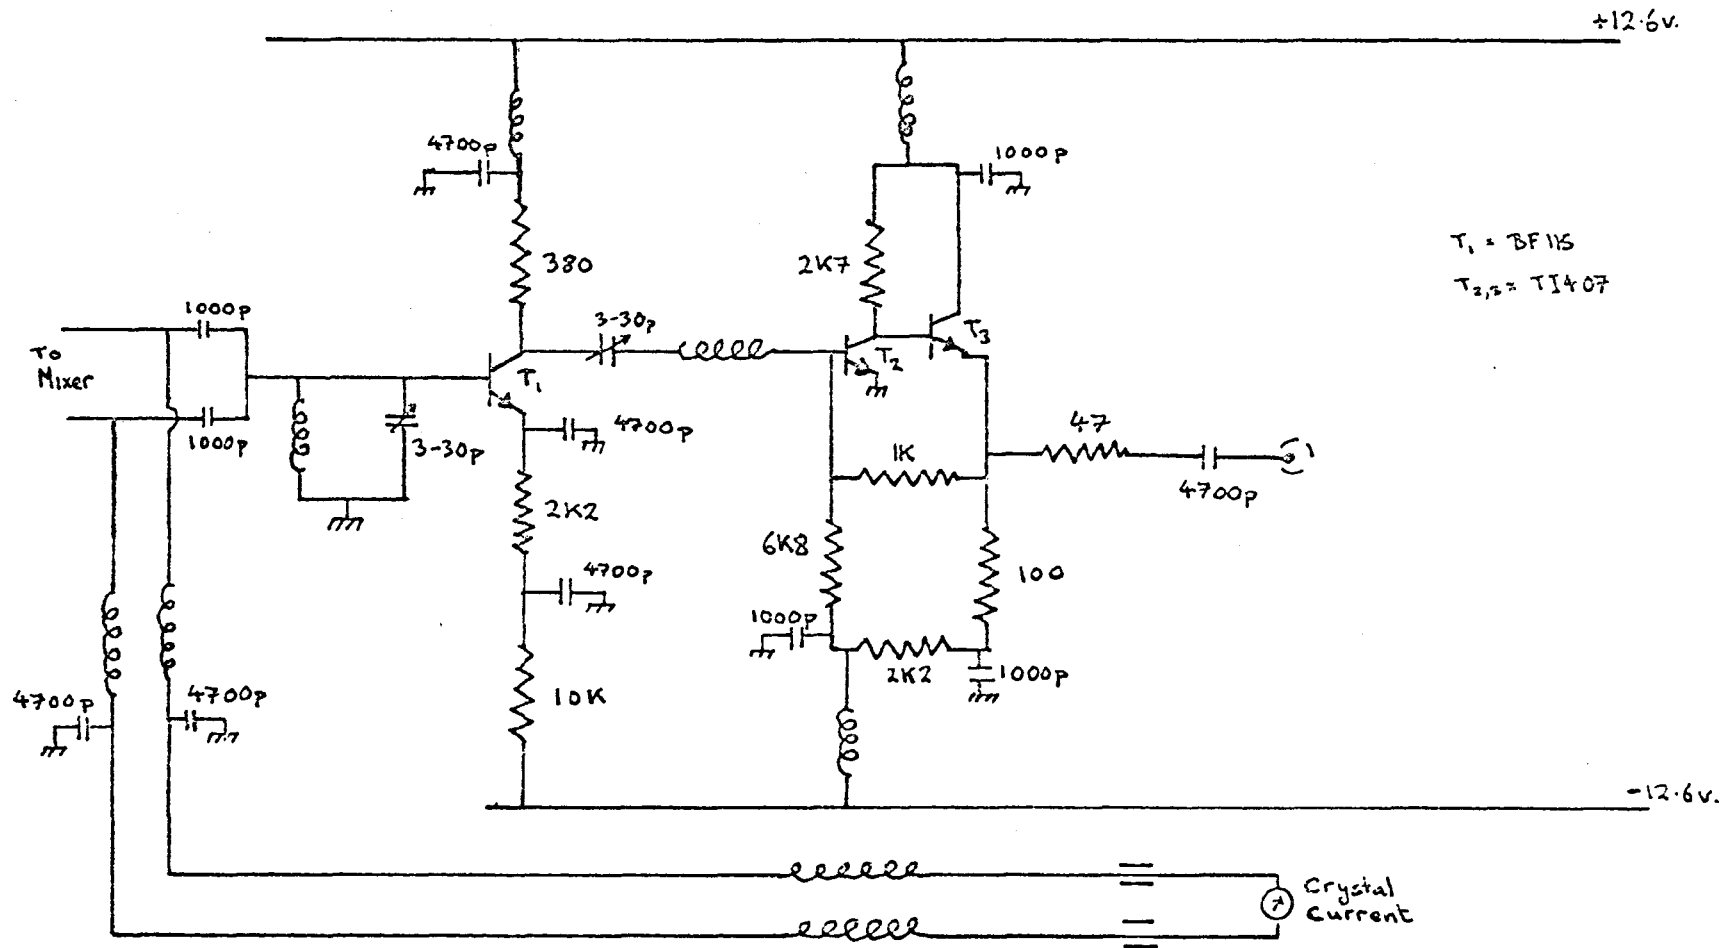 +12.6v.
4700p
1000p
T1 = BF115
T2,3 = TI407
380
2K7
1000p
3-30p
T3
To
Mixer
T2
T1
1000p
3-30p
4700p
47
1K
4700p
2K2
6K8
100
4700p
1000p
2K2
1000p
4700p
4700p
10K
-12.6v.
Crystal
Current